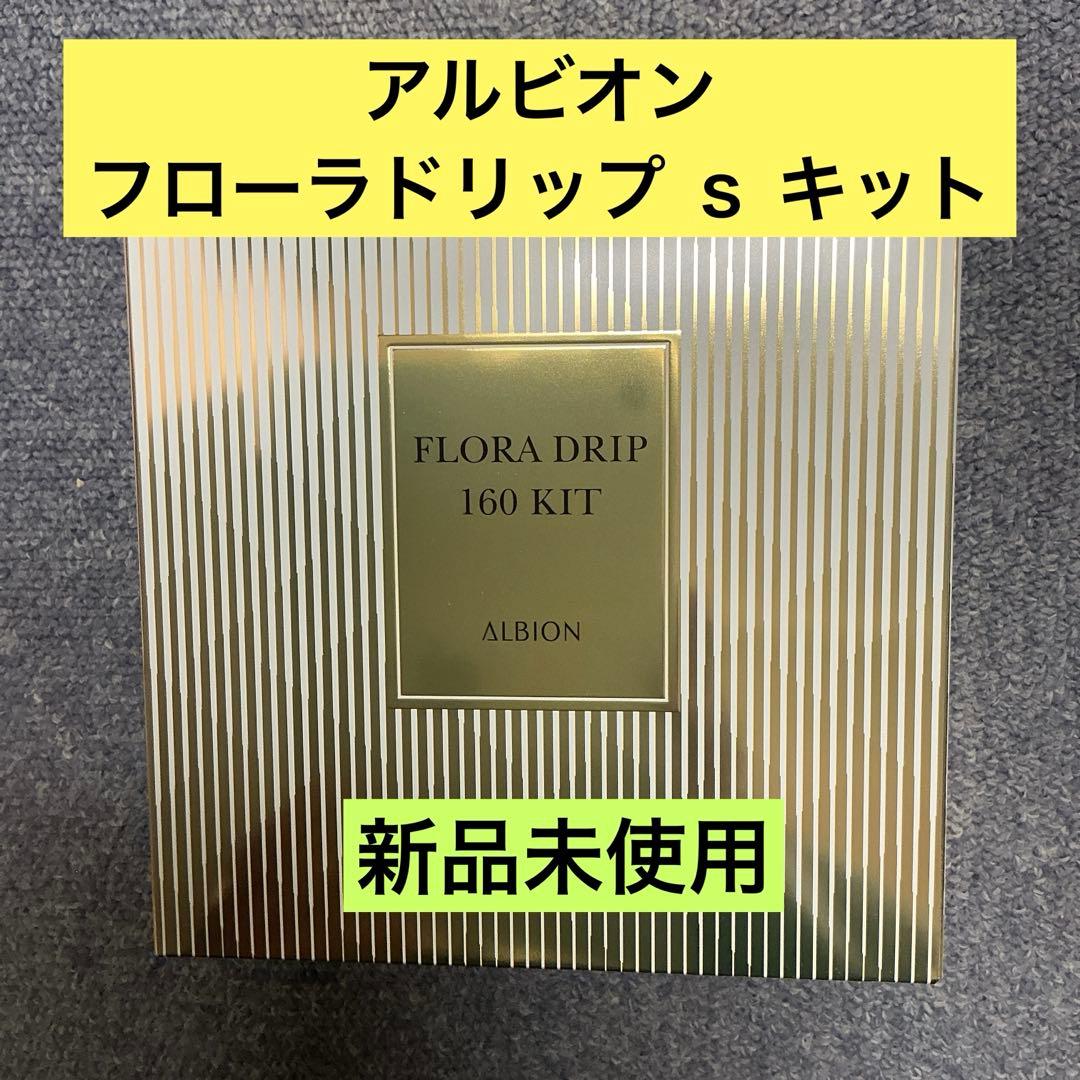 アルビオン
フローラドリップ s キット
FLORA DRIP
160 KIT
ALBION
新品未使用